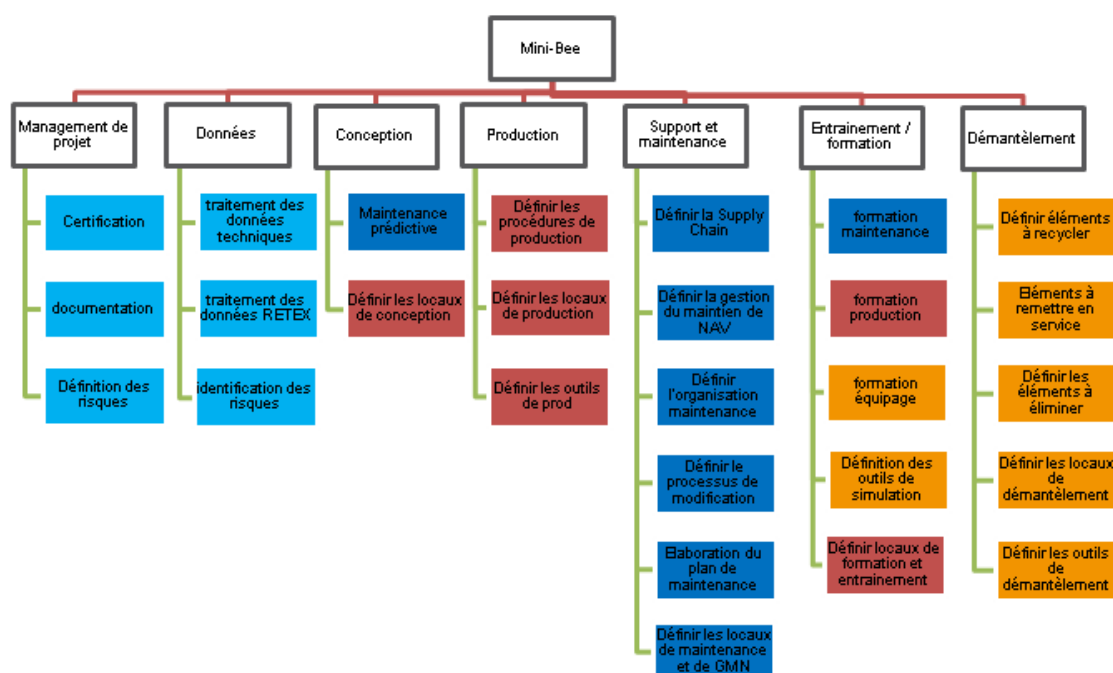 Mini-Bee
Management de
projet
Données
Conception
Production
Support et
maintenance
Entrainement /
formation
Démantèlement
Certification
documentation
Définition des
risques
traitement des
données
techniques
traitement des
données RETEX
identification des
risques
Maintenance
prédictive
Définir les locaux
de conception
Définir les
procédures de
production
Définir les locaux
de production
Définir les outils
de prod
Définir la Supply
Chain
Définir la gestion
du maintien de
NAV
Définir
l'organisation
maintenance
Définir le
processus de
modification
Elaboration du
plan de
maintenance
Définir les locaux
de maintenance
et de GMN
formation
maintenance
formation
production
formation
équipage
Définition des
outils de
simulation
Définir locaux de
formation et
entrainement
Définir éléments
à recycler
Eléments à
remettre en
service
Définir les
éléments à
éliminer
Définir les locaux
de
démantèlement
Définir les outils
de
démantèlement